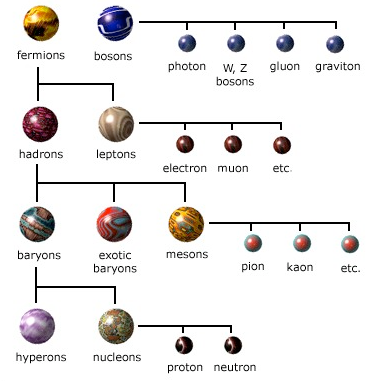 fermions bosons
photon W, Z bosons gluon graviton
hadrons leptons
electron muon etc.
baryons exotic baryons mesons
pion kaon etc.
hyperons nucleons
proton neutron